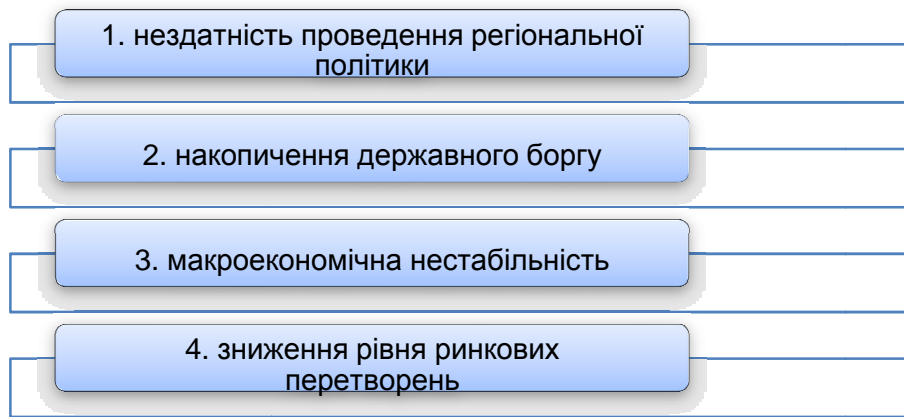 1. нездатність проведення регіональної
політики
2. накопичення державного боргу
3. макроекономічна нестабільність
4. зниження рівня ринкових
перетворень